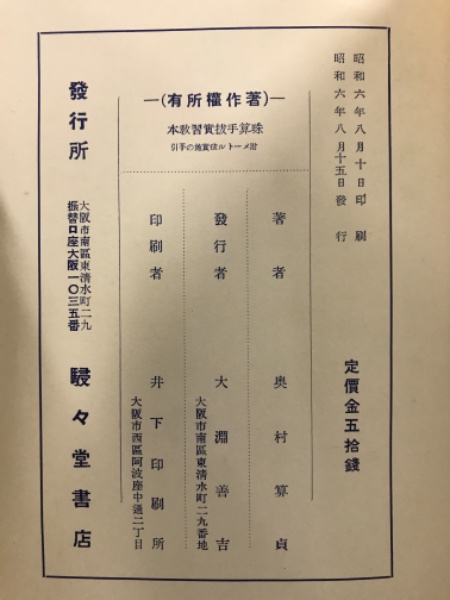 昭和六年八月十日印刷
昭和六年八月十五日發行
定價金五拾錢
―(有所權作著)―
本敎習實拔手算珠
引手の地實位ルトーメ附
著者 奥村算貞
發行者 大淵善吉
大阪市南區東淸水町二九番地
印刷者 井下印刷所
大阪市西區阿波座中通二丁目
發行所 駸々堂書店
大阪市南區東淸水町二九
振替口座大阪一〇三五番